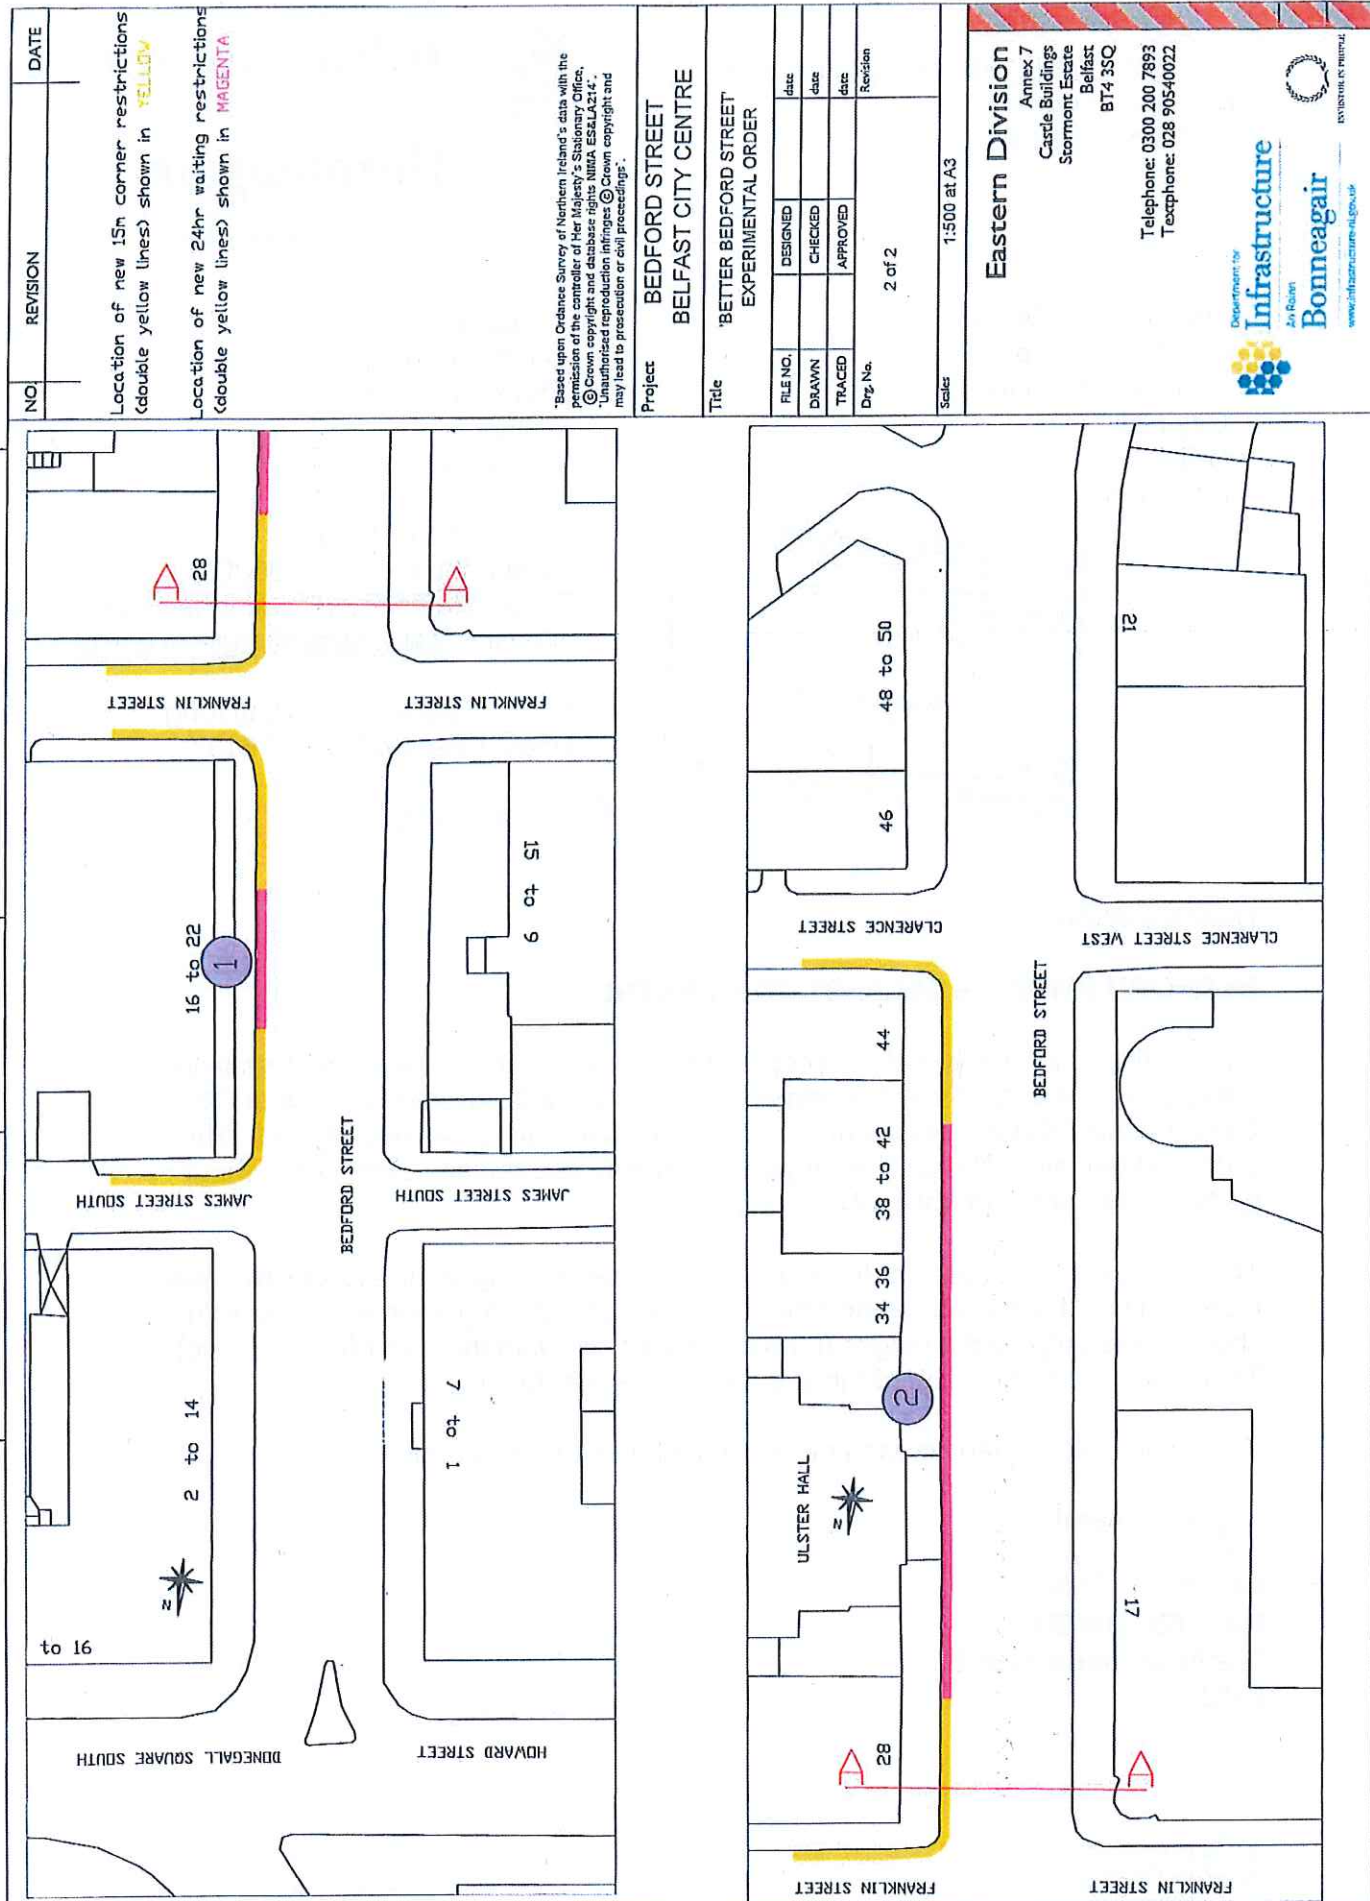 NO.
REVISION
DATE
Location of new 15m corner restrictions
(double yellow lines) shown in YELLOW
Location of new 24hr waiting restrictions
(double yellow lines) shown in MAGENTA
"Based upon Ordnance Survey of Northern Ireland's data with the
permission of the controller of Her Majesty's Stationary Office,
© Crown copyright and database rights NIMA ES&LA214".
"Unauthorised reproduction infringes © Crown copyright and
may lead to prosecution or civil proceedings".
Project
BEDFORD STREET
BELFAST CITY CENTRE
Title
'BETTER BEDFORD STREET'
EXPERIMENTAL ORDER
FILE NO.
DESIGNED
date
DRAWN
CHECKED
date
TRACED
APPROVED
date
Drg. No.
2 of 2
Revision
Scales
1:500 at A3
Eastern Division
Annex 7
Castle Buildings
Stormont Estate
Belfast
BT4 3SQ
Telephone: 0300 200 7893
Textphone: 028 90540022
Department for
Infrastructure
An Roinn
Bonneagair
www.infrastructure-ni.gov.uk
INVESTOR IN PEOPLE
to 16
N
2 to 14
DONEGALL SQUARE SOUTH
HOWARD STREET
7 to 1
BEDFORD STREET
JAMES STREET SOUTH
JAMES STREET SOUTH
16 to 22
1
15 to 9
FRANKLIN STREET
FRANKLIN STREET
28
A
A
FRANKLIN STREET
FRANKLIN STREET
28
A
A
17
ULSTER HALL
N
2
34 36
38 to 42
44
BEDFORD STREET
CLARENCE STREET
CLARENCE STREET WEST
46
48 to 50
21